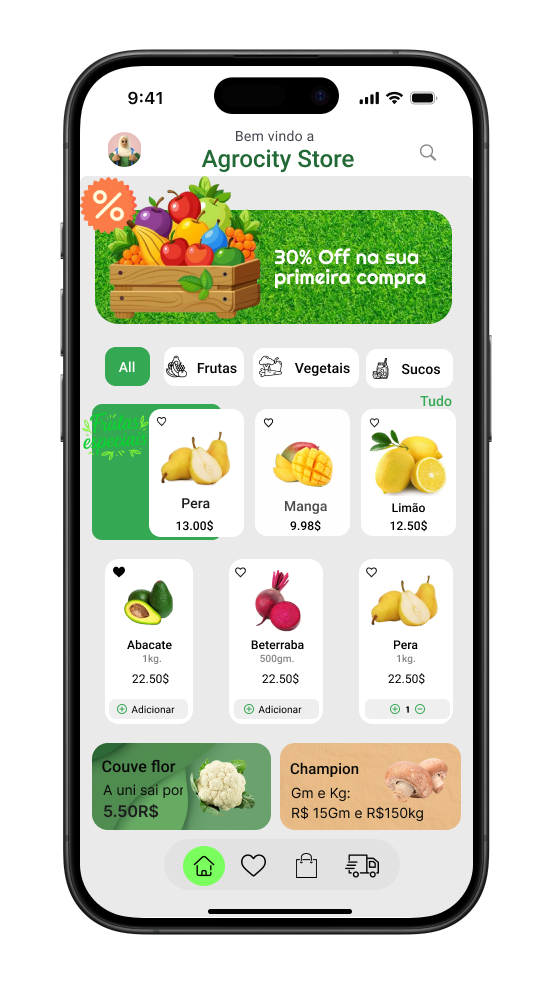 9:41
Bem vindo a
Agrocity Store
%
30% Off na sua
primeira compra
All
Frutas
Vegetais
Sucos
Tudo
Frutas
especiais
Pera
13.00$
Manga
9.98$
Limão
12.50$
Abacate
1kg.
22.50$
Adicionar
Beterraba
500gm.
22.50$
Adicionar
Pera
1kg.
22.50$
1
Couve flor
A uni sai por
5.50R$
Champion
Gm e Kg:
R$ 15Gm e R$150kg